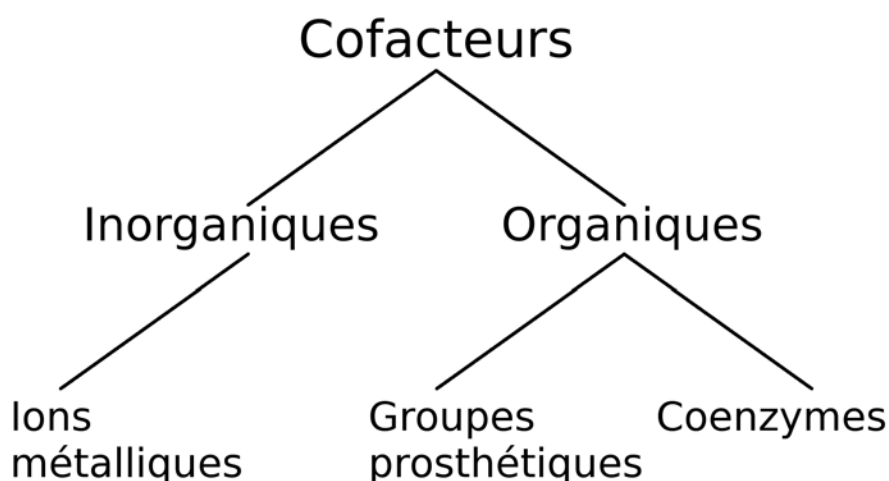 Cofacteurs
Inorganiques
Organiques
Ions
métalliques
Groupes
prosthétiques
Coenzymes